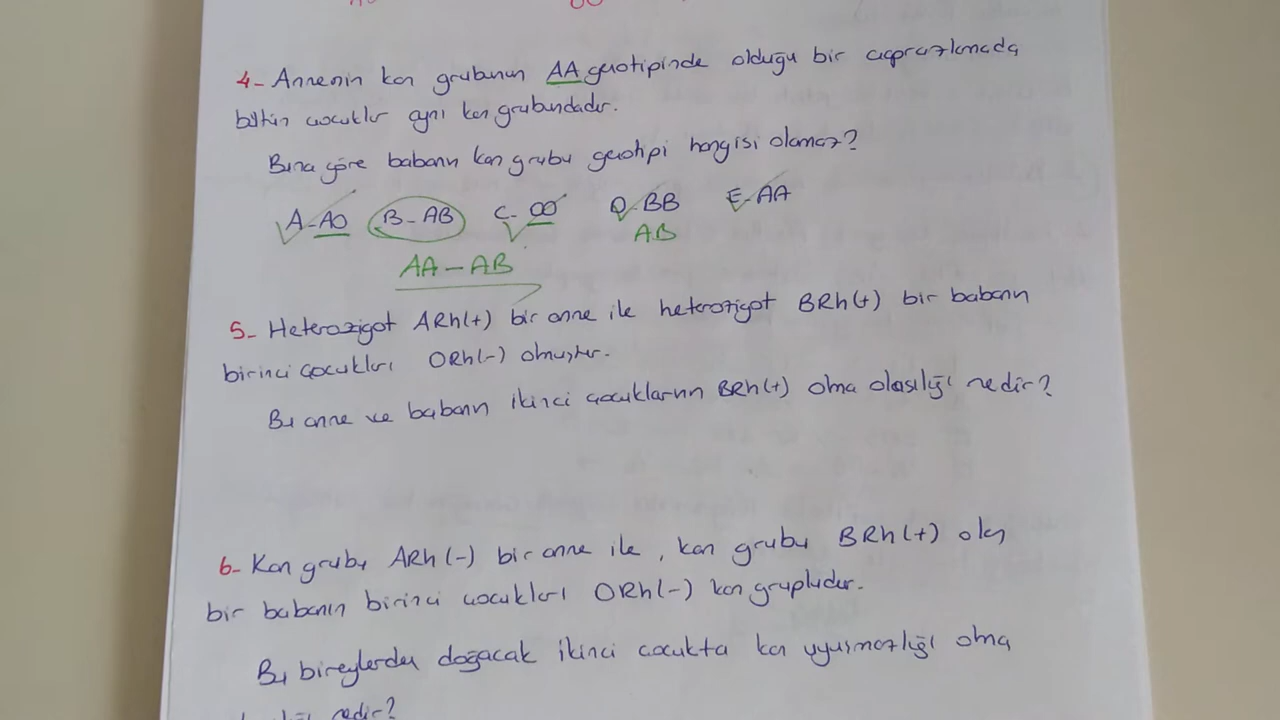 4- Annenin kan grubunun AA genotipinde olduğu bir çaprazlamada
bütün çocuklar aynı kan grubundadır.
Buna göre babanın kan grubu genotipi hangisi olamaz?
A-AO B-AB C-OO D-BB E-AA
AB
AA-AB
5- Heterozigot ARh(+) bir anne ile heterozigot BRh(+) bir babanın
birinci çocukları ORh(-) olmuştur.
Bu anne ve babanın ikinci çocuklarının BRh(+) olma olasılığı nedir?
6- Kan grubu ARh(-) bir anne ile, kan grubu BRh(+) olan
bir babanın birinci çocukları ORh(-) kan grupludur.
Bu bireylerden doğacak ikinci çocukta kan uyuşmazlığı olma
nedir?